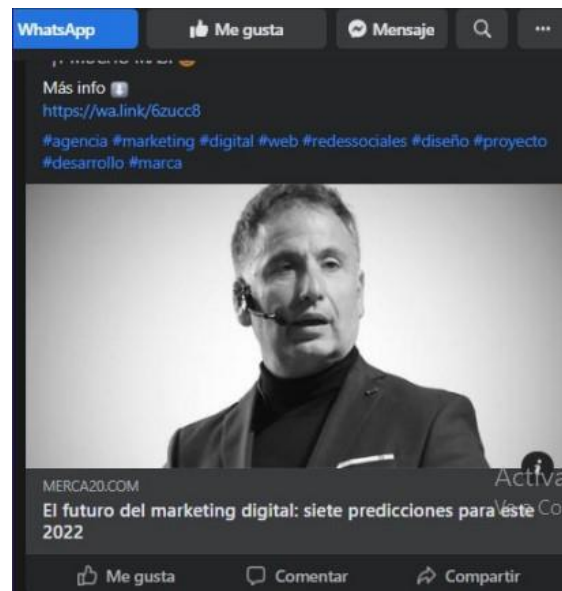 WhatsApp
Me gusta
Mensaje
Más info
https://wa.link/6zucc8
#agencia #marketing #digital #web #redessociales #diseño #proyecto
#desarrollo #marca
MERCA20.COM
El futuro del marketing digital: siete predicciones para este
2022
Me gusta
Comentar
Compartir